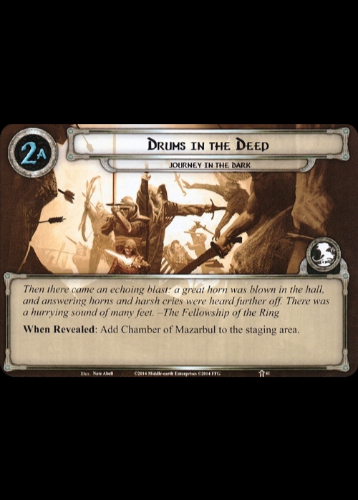 2A
DRUMS IN THE DEEP
JOURNEY IN THE DARK
Then there came an echoing blast: a great horn was blown in the hall,
and answering horns and harsh cries were heard further off. There was
a hurrying sound of many feet. –The Fellowship of the Ring
When Revealed: Add Chamber of Mazarbul to the staging area.
Illus. Nate Abell ©2014 Middle-earth Enterprises ©2014 FFG